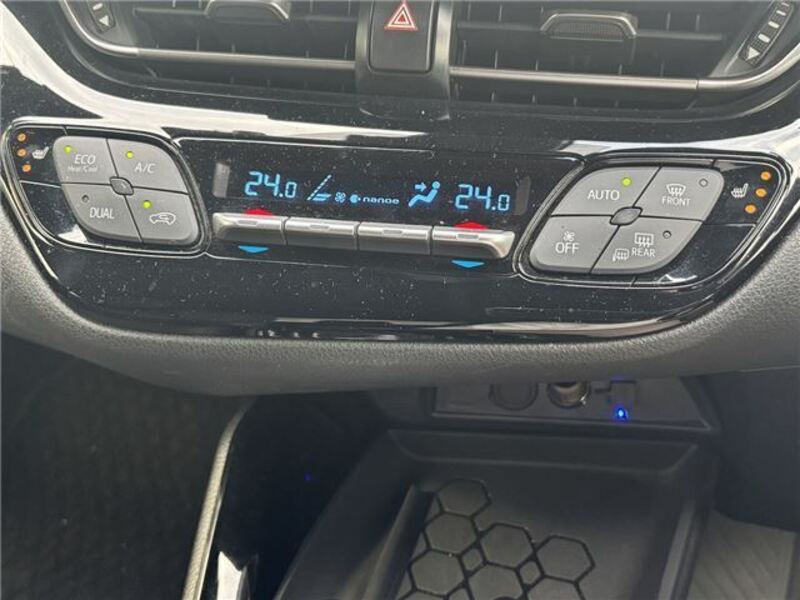 ECO
Heat/Cool
A/C
DUAL
24.0
nanoe
24.0
AUTO
FRONT
OFF
REAR